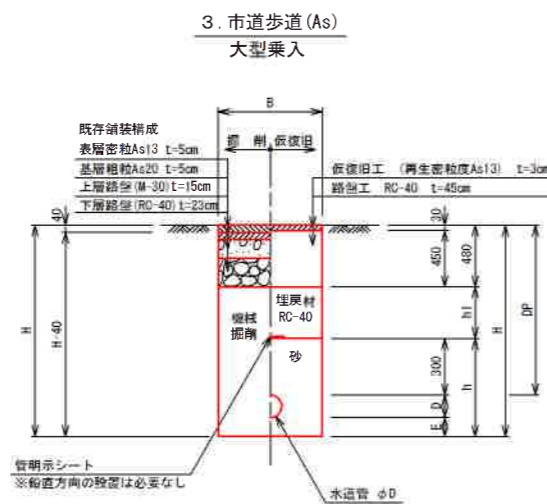 ３.市道歩道(As)
大型乗入
B
既存舗装構成
掘 削 仮復旧
表層密粒As13 t=5cm
基層粗粒As20 t=5cm
上層路盤(M-30)t=15cm
下層路盤(RC-40)t=23cm
仮復旧工 (再生密粒度As13) t=3cm
路盤工 RC-40 t=45cm
40
30
450
480
H
H-40
機械
掘削
埋戻材
RC-40
砂
h1
h
300
D
E
H
DP
管明示シート
※鉛直方向の設置は必要なし
水道管 φD